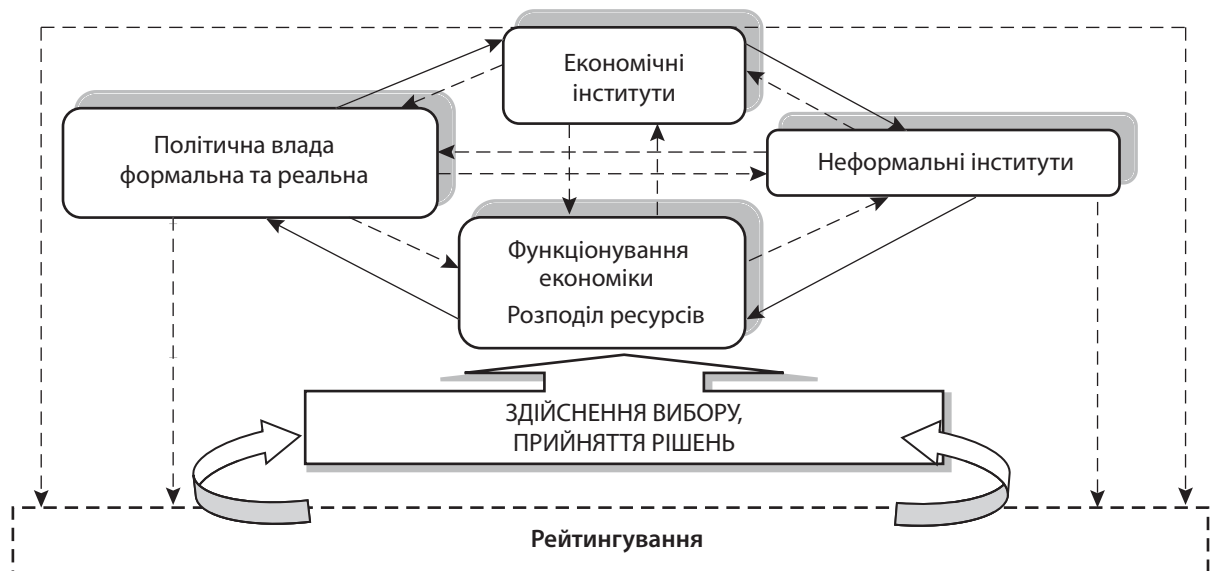 Економічні
інститути
Політична влада
формальна та реальна
Неформальні інститути
Функціонування
економіки
Розподіл ресурсів
ЗДІЙСНЕННЯ ВИБОРУ,
ПРИЙНЯТТЯ РІШЕНЬ
Рейтингування